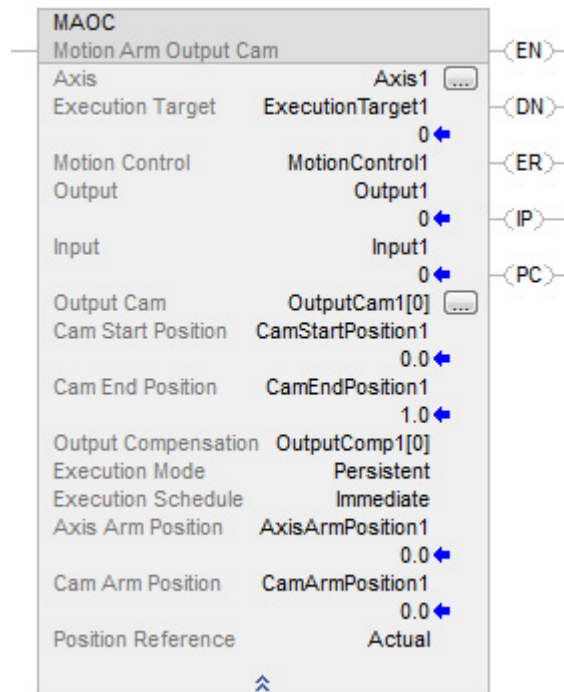 MAOC
Motion Arm Output Cam
EN
Axis Axis1 ...
Execution Target ExecutionTarget1
DN
0
Motion Control MotionControl1
ER
Output Output1
0
IP
Input Input1
0
PC
Output Cam OutputCam1[0] ...
Cam Start Position CamStartPosition1
0.0
Cam End Position CamEndPosition1
1.0
Output Compensation OutputComp1[0]
Execution Mode Persistent
Execution Schedule Immediate
Axis Arm Position AxisArmPosition1
0.0
Cam Arm Position CamArmPosition1
0.0
Position Reference Actual